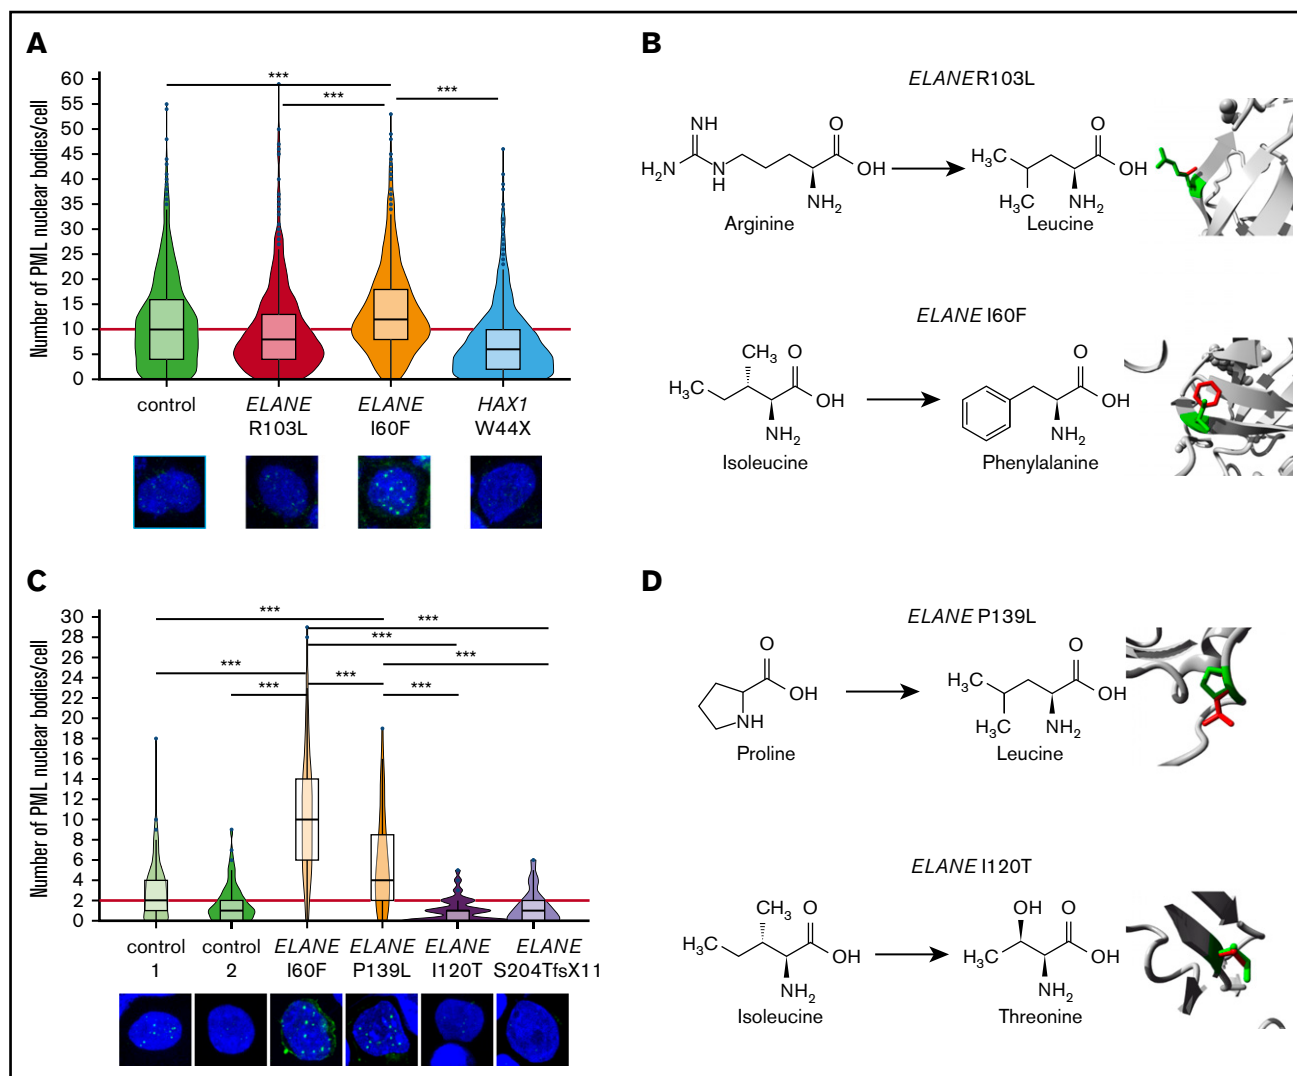 A
***
***
***
60
55
50
45
40
35
30
25
20
15
10
5
0
Number of PML nuclear bodies/cell
control
ELANE
R103L
ELANE
I60F
HAX1
W44X
B
ELANE R103L
NH
H2N
N
H
O
OH
NH2
Arginine
H3C
H3C
O
OH
NH2
Leucine
ELANE I60F
CH3
H3C
O
OH
NH2
Isoleucine
O
OH
NH2
Phenylalanine
C
***
***
***
***
***
***
***
***
30
28
26
24
22
20
18
16
14
12
10
8
6
4
2
0
Number of PML nuclear bodies/cell
control
1
control
2
ELANE
I60F
ELANE
P139L
ELANE
I120T
ELANE
S204TfsX11
D
ELANE P139L
O
OH
NH
Proline
H3C
H3C
O
OH
NH2
Leucine
ELANE I120T
CH3
H3C
O
OH
NH2
Isoleucine
OH
O
H3C
OH
NH2
Threonine